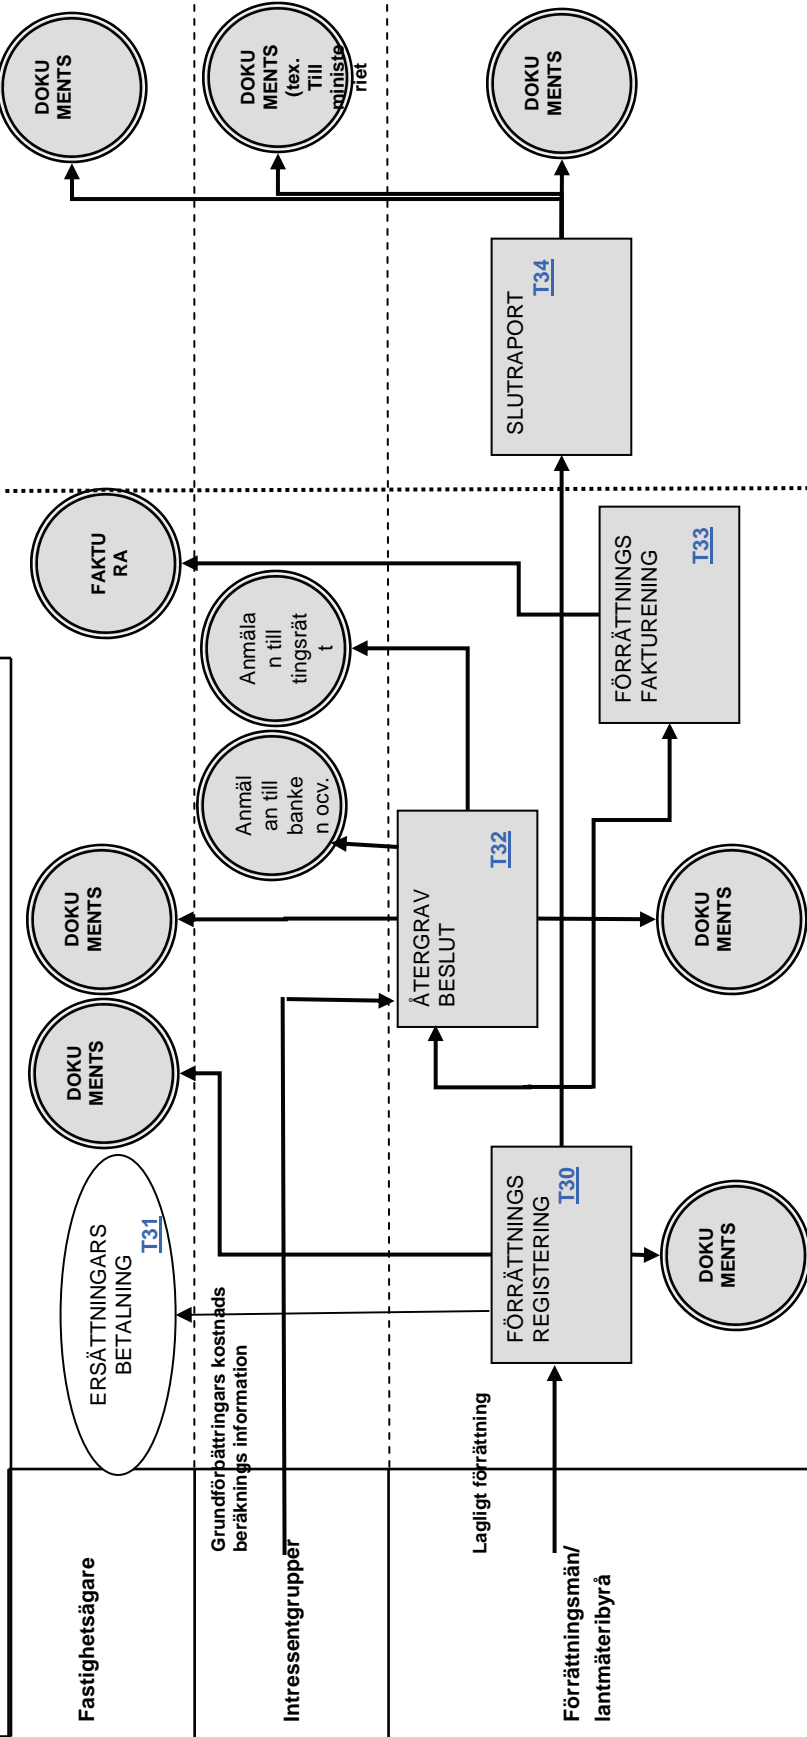 Fastighetsägare
ERSÄTTNINGARS
BETALNING
T31
DOKU
MENTS
DOKU
MENTS
FAKTU
RA
DOKU
MENTS
Intressentgrupper
Grundförbättringars kostnads
beräknings information
Anmäl
an till
banke
n ocv.
Anmäla
n till
tingsrät
t
DOKU
MENTS
(tex.
Till
ministe
riet
Förrättningsmän/
lantmäteribyrå
Lagligt förrättning
FÖRRÄTTNINGS
REGISTERING
T30
ÅTERGRAV
BESLUT
T32
SLUTRAPORT
T34
DOKU
MENTS
FÖRRÄTTNINGS
FAKTURENING
T33
DOKU
MENTS
DOKU
MENTS